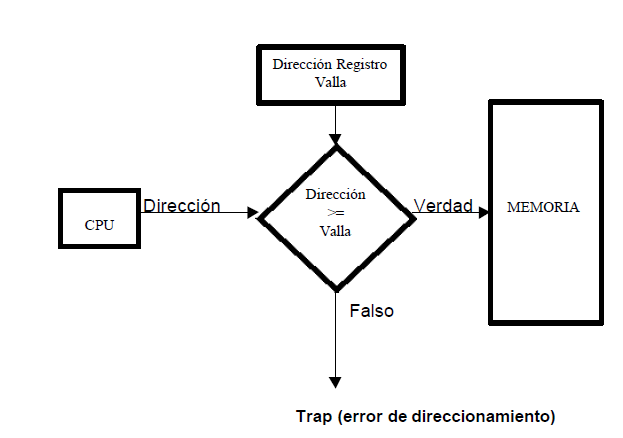 Dirección Registro
Valla
CPU
Dirección
Dirección
>=
Valla
Verdad
MEMORIA
Falso
Trap (error de direccionamiento)